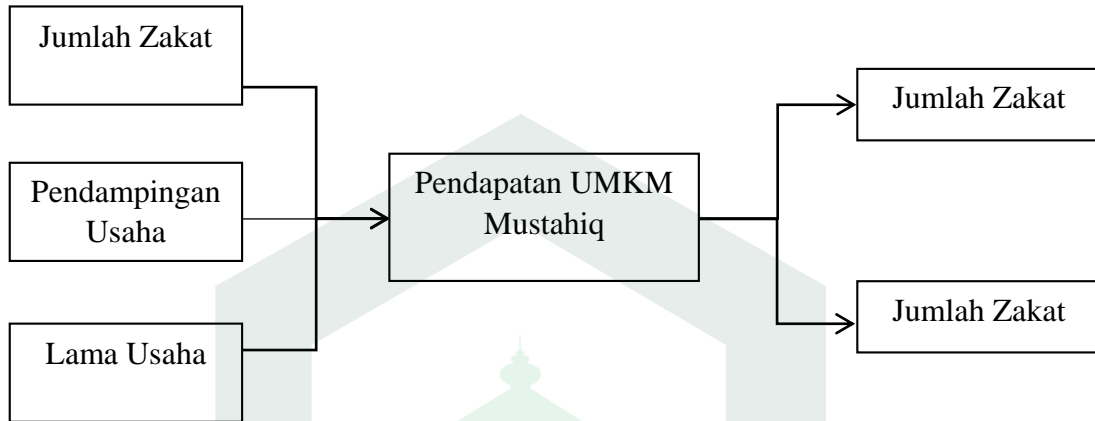 Jumlah Zakat
Pendampingan
Usaha
Lama Usaha
Pendapatan UMKM
Mustahiq
Jumlah Zakat
Jumlah Zakat